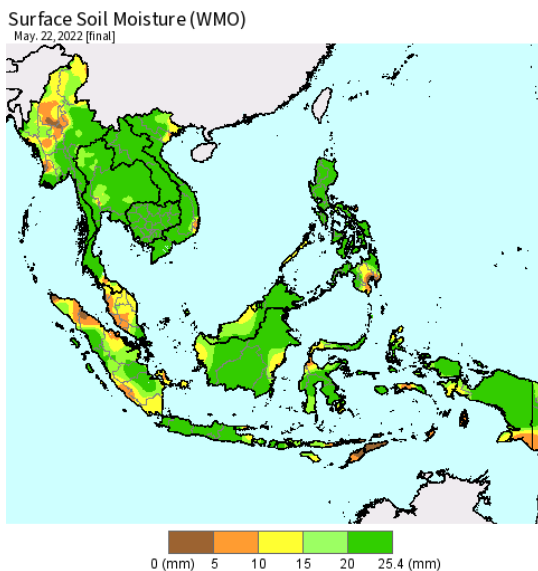 Surface Soil Moisture (WMO)
May. 22, 2022 [final]
0 (mm) 5 10 15 20 25.4 (mm)